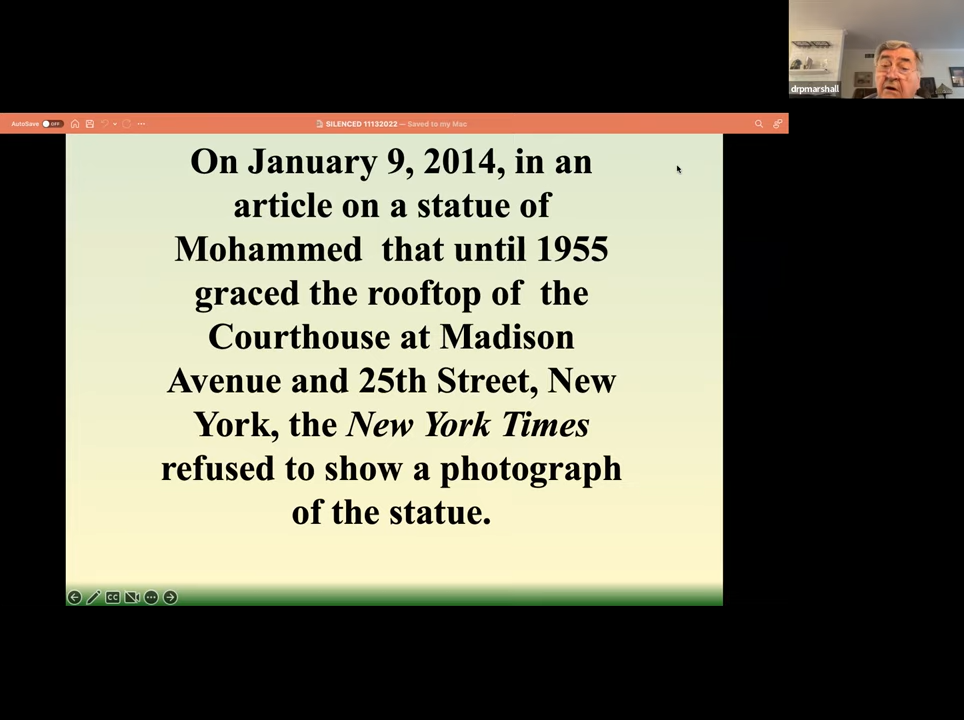 drpmarshall
AutoSave OFF
SILENCED 11132022 — Saved to my Mac
On January 9, 2014, in an
article on a statue of
Mohammed that until 1955
graced the rooftop of the
Courthouse at Madison
Avenue and 25th Street, New
York, the New York Times
refused to show a photograph
of the statue.
CC